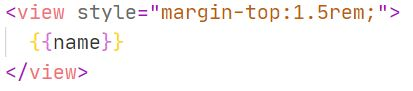 <view style="margin-top:1.5rem;">
{{name}}
</view>